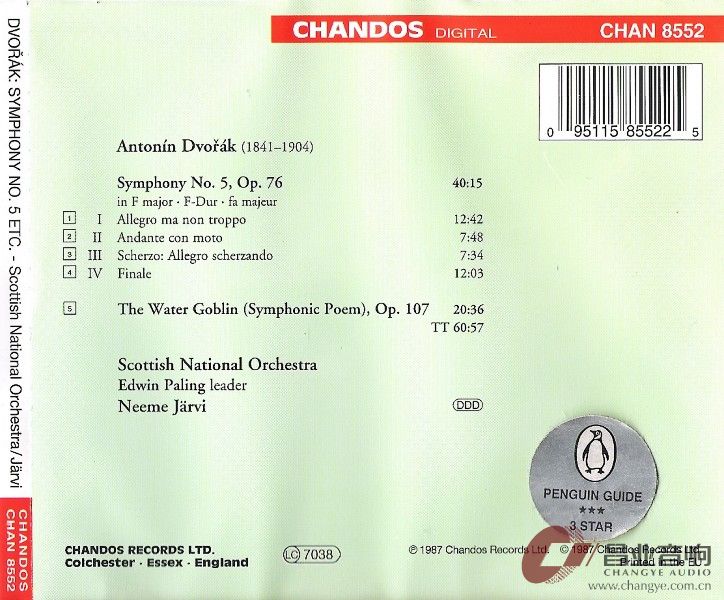 DVOŘÁK: SYMPHONY NO. 5 ETC. - Scottish National Orchestra/Järvi
CHANDOS
CHAN 8552
CHANDOS DIGITAL CHAN 8552
0 95115 85522 5
Antonín Dvořák (1841–1904)
Symphony No. 5, Op. 76 40:15
in F major · F-Dur · fa majeur
1 I Allegro ma non troppo 12:42
2 II Andante con moto 7:48
3 III Scherzo: Allegro scherzando 7:34
4 IV Finale 12:03
5 The Water Goblin (Symphonic Poem), Op. 107 20:36
TT 60:57
Scottish National Orchestra
Edwin Paling leader
Neeme Järvi DDD
PENGUIN GUIDE
★★★
3 STAR
CHANDOS RECORDS LTD.
Colchester · Essex · England
LC 7038
℗ 1987 Chandos Records Ltd. © 1987 Chandos Records Ltd.
Printed in the EU
昌业音响
CHANGYE AUDIO
www.changye.com.cn